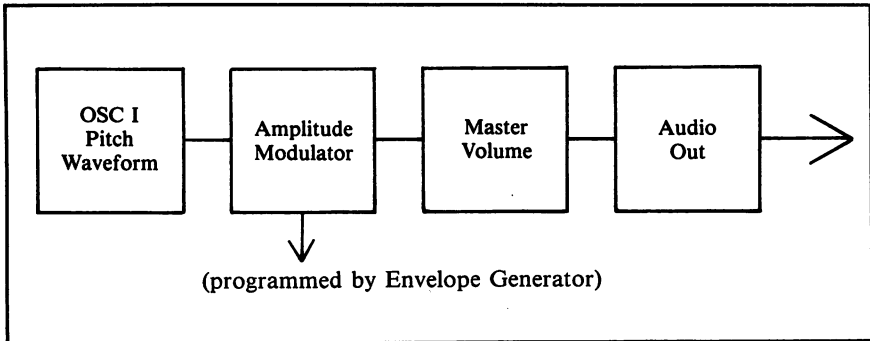 OSC I
Pitch
Waveform
Amplitude
Modulator
Master
Volume
Audio
Out
(programmed by Envelope Generator)